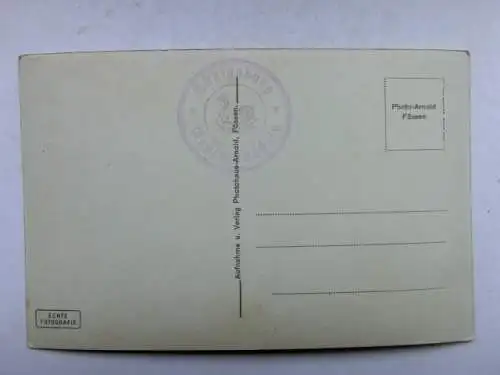 Photo-Arnold
Füssen
Aufnahme u. Verlag Photohaus-Arnold, Füssen.
ECHTE
FOTOGRAFIE